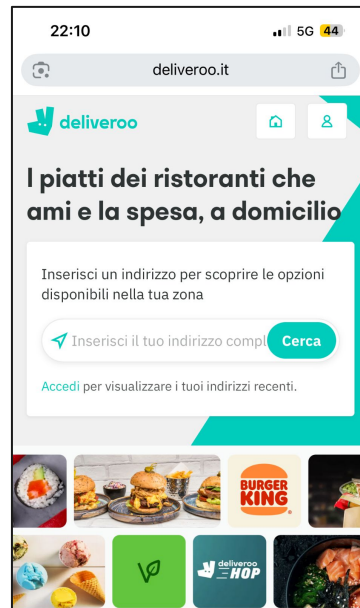 22:10
5G 44
deliveroo.it
deliveroo
I piatti dei ristoranti che
ami e la spesa, a domicilio
Inserisci un indirizzo per scoprire le opzioni
disponibili nella tua zona
Inserisci il tuo indirizzo compl
Cerca
Accedi per visualizzare i tuoi indirizzi recenti.
BURGER
KING
deliveroo
HOP